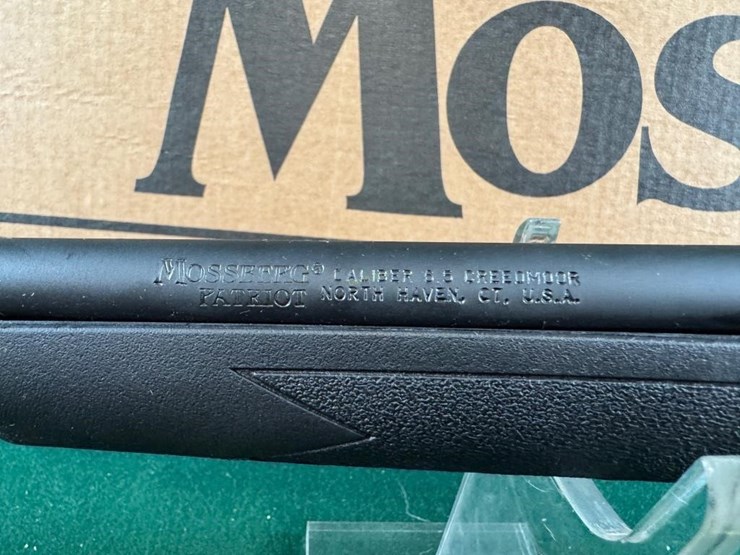 Mos
MOSSBERG® CALIBER 6.5 CREEDMOOR
PATRIOT NORTH HAVEN, CT, U.S.A.